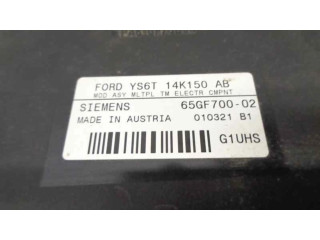 FORD YS6T 14K150 AB
MOD ASY MLTPL TM ELECTR CMPNT
SIEMENS 65GF700-02
MADE IN AUSTRIA 010321 B1
G1UHS